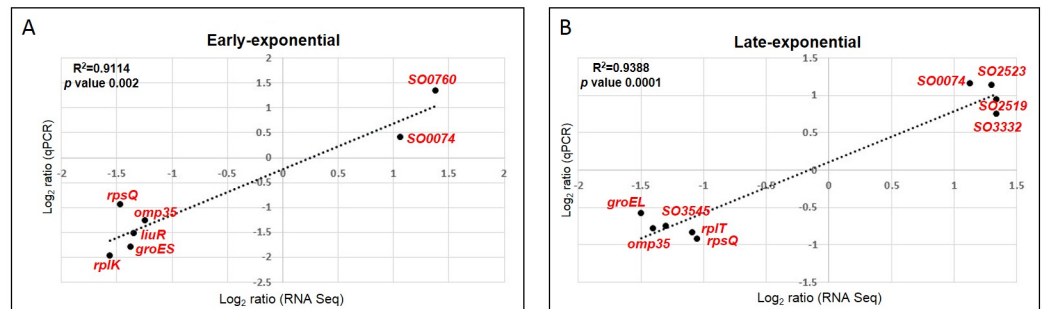 A
Early-exponential
R²=0.9114
p value 0.002
Log₂ ratio (qPCR)
2
1.5
1
0.5
0
-0.5
-1
-1.5
-2
-2.5
-2 -1.5 -1 -0.5 0 0.5 1 1.5 2
SO0760
SO0074
rpsQ
omp35
liuR
groES
rplK
Log₂ ratio (RNA Seq)
B
Late-exponential
R²=0.9388
p value 0.0001
Log₂ ratio (qPCR)
1.5
1
0.5
0
-0.5
-1
-1.5
-2 -1.5 -1 -0.5 0 0.5 1 1.5
SO0074
SO2523
SO2519
SO3332
groEL
SO3545
omp35
rplT
rpsQ
Log₂ ratio (RNA Seq)